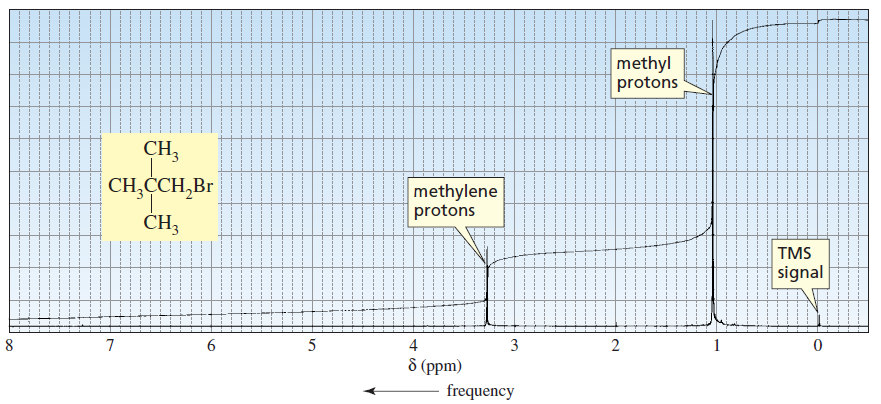 methyl
protons
CH₃
CH₃CCH₂Br
CH₃
methylene
protons
TMS
signal
8 7 6 5 4 3 2 1 0
δ (ppm)
frequency